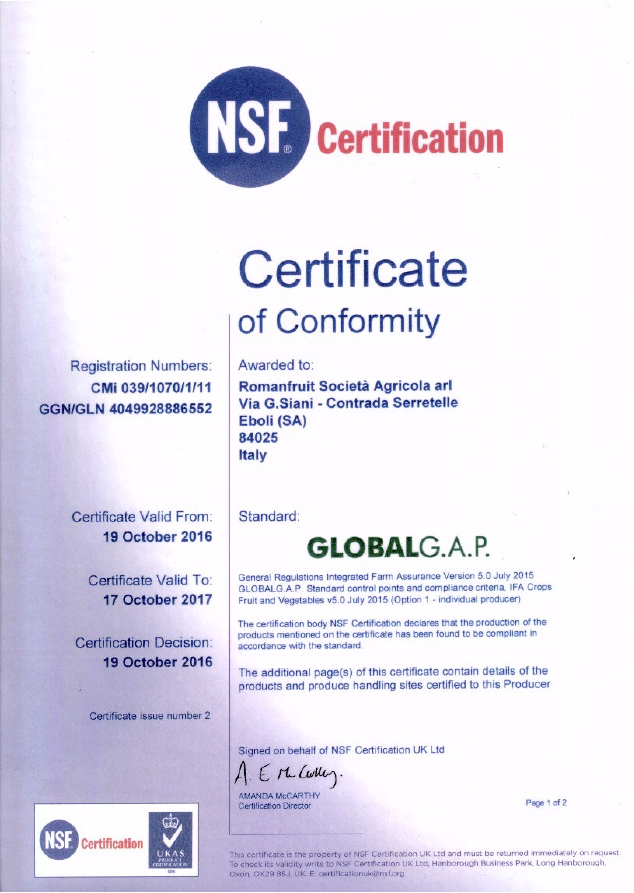 NSF® Certification
Certificate
of Conformity
Registration Numbers:
CMi 039/1070/1/11
GGN/GLN 4049928886552
Awarded to:
Romanfruit Società Agricola arl
Via G.Siani - Contrada Serretelle
Eboli (SA)
84025
Italy
Certificate Valid From:
19 October 2016
Certificate Valid To:
17 October 2017
Certification Decision:
19 October 2016
Certificate issue number 2
Standard:
GLOBALG.A.P.
General Regulations Integrated Farm Assurance Version 5.0 July 2015
GLOBALG.A.P. Standard control points and compliance criteria, IFA Crops
Fruit and Vegetables v5.0 July 2015 (Option 1 - individual producer)
The certification body NSF Certification declares that the production of the
products mentioned on the certificate has been found to be compliant in
accordance with the standard
The additional page(s) of this certificate contain details of the
products and produce handling sites certified to this Producer
Signed on behalf of NSF Certification UK Ltd
A. E McCarthy.
AMANDA McCARTHY
Certification Director
Page 1 of 2
NSF Certification
UKAS
PRODUCT
CERTIFICATION
This certificate is the property of NSF Certification UK Ltd and must be returned immediately on request.
To check its validity write to NSF Certification UK Ltd, Hanborough Business Park, Long Hanborough,
Oxon, OX29 8SJ, UK. E: certificationuk@nsf.org